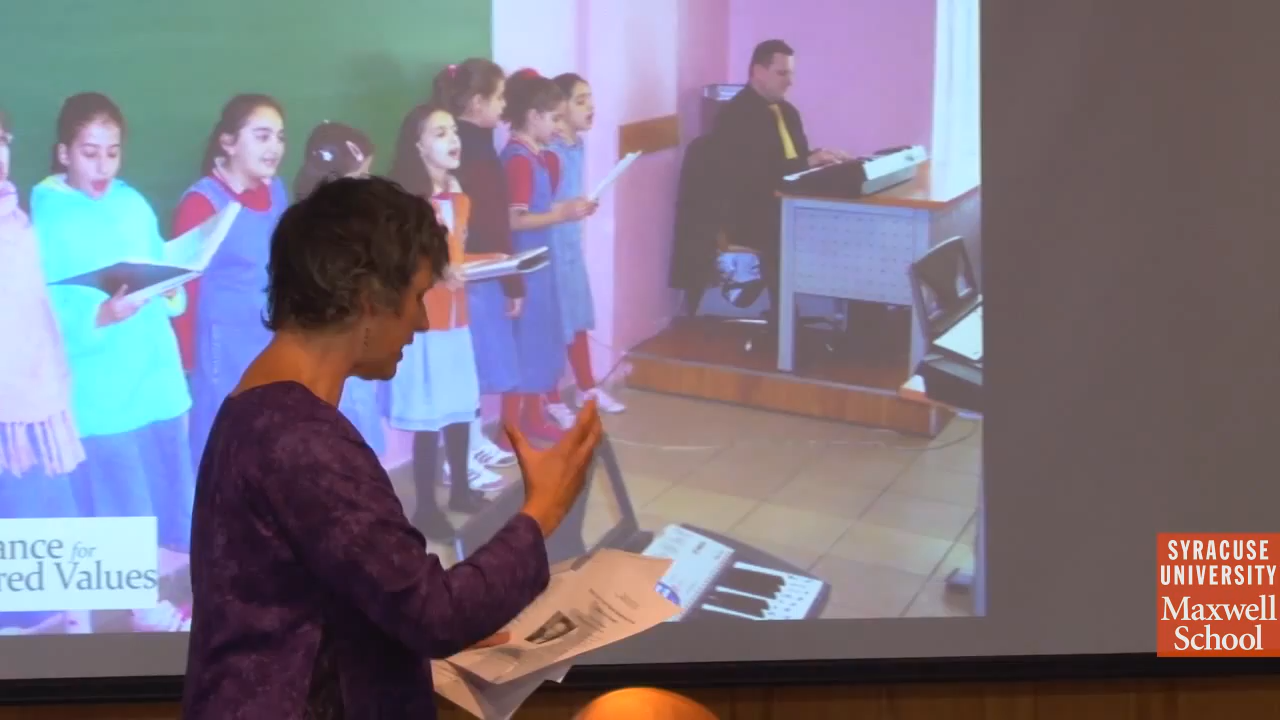 ance for
red Values
SYRACUSE
UNIVERSITY
Maxwell
School